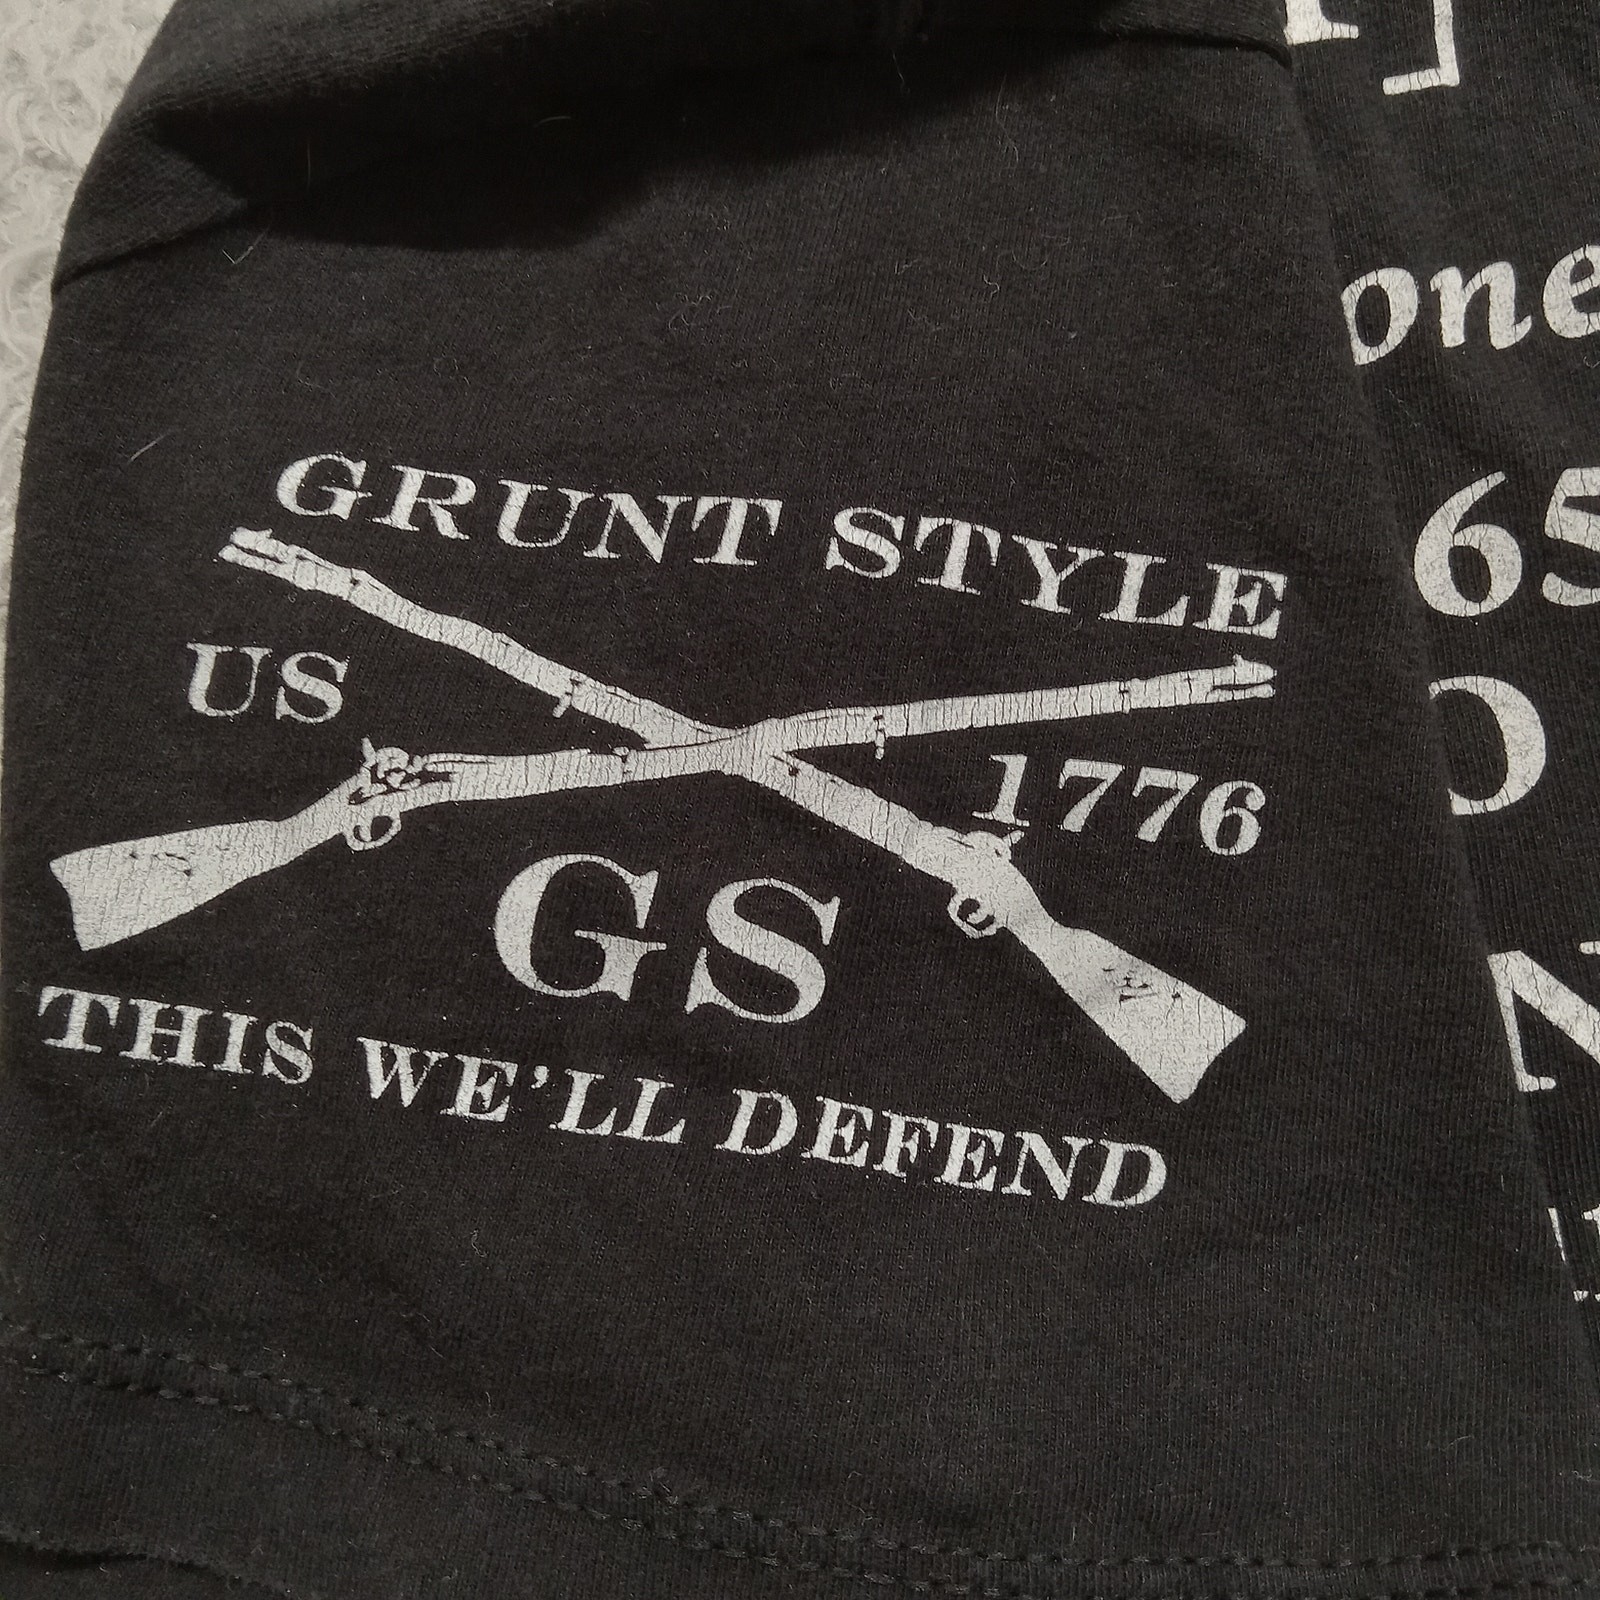 GRUNT STYLE
US
1776
GS
THIS WE'LL DEFEND
one
65